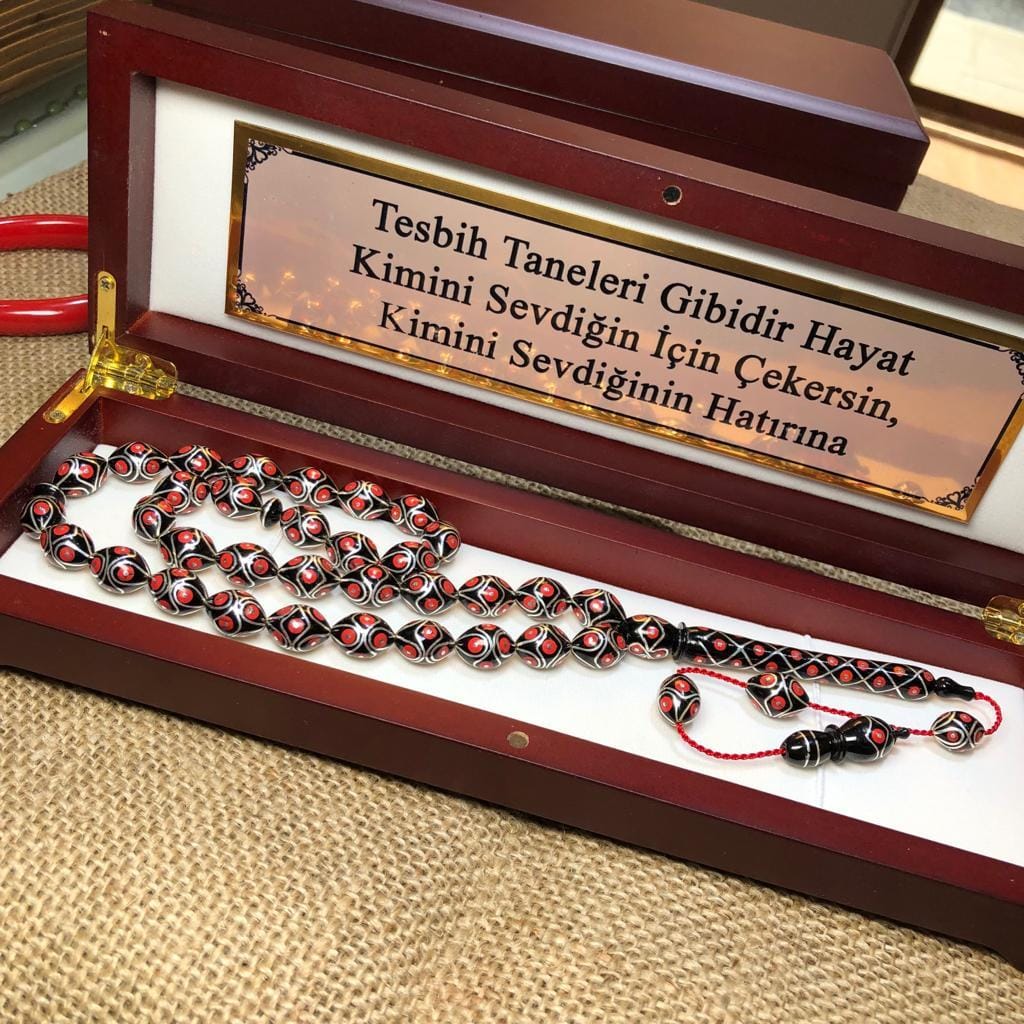 Tesbih Taneleri Gibidir Hayat
Kimini Sevdiğin İçin Çekersin,
Kimini Sevdiğinin Hatırına